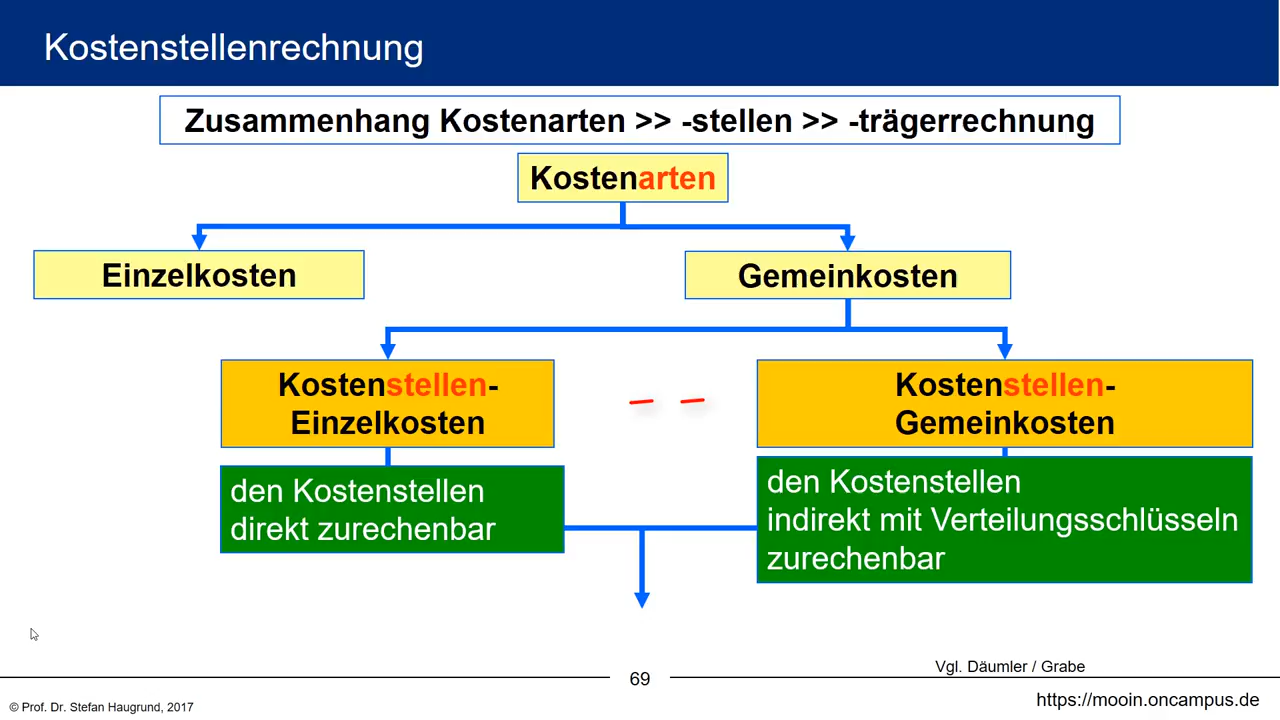 Kostenstellenrechnung
Zusammenhang Kostenarten >> -stellen >> -trägerrechnung
Kostenarten
Einzelkosten
Gemeinkosten
Kostenstellen-
Einzelkosten
Kostenstellen-
Gemeinkosten
den Kostenstellen
direkt zurechenbar
den Kostenstellen
indirekt mit Verteilungsschlüsseln
zurechenbar
Vgl. Däumler / Grabe
69
© Prof. Dr. Stefan Haugrund, 2017
https://mooin.oncampus.de